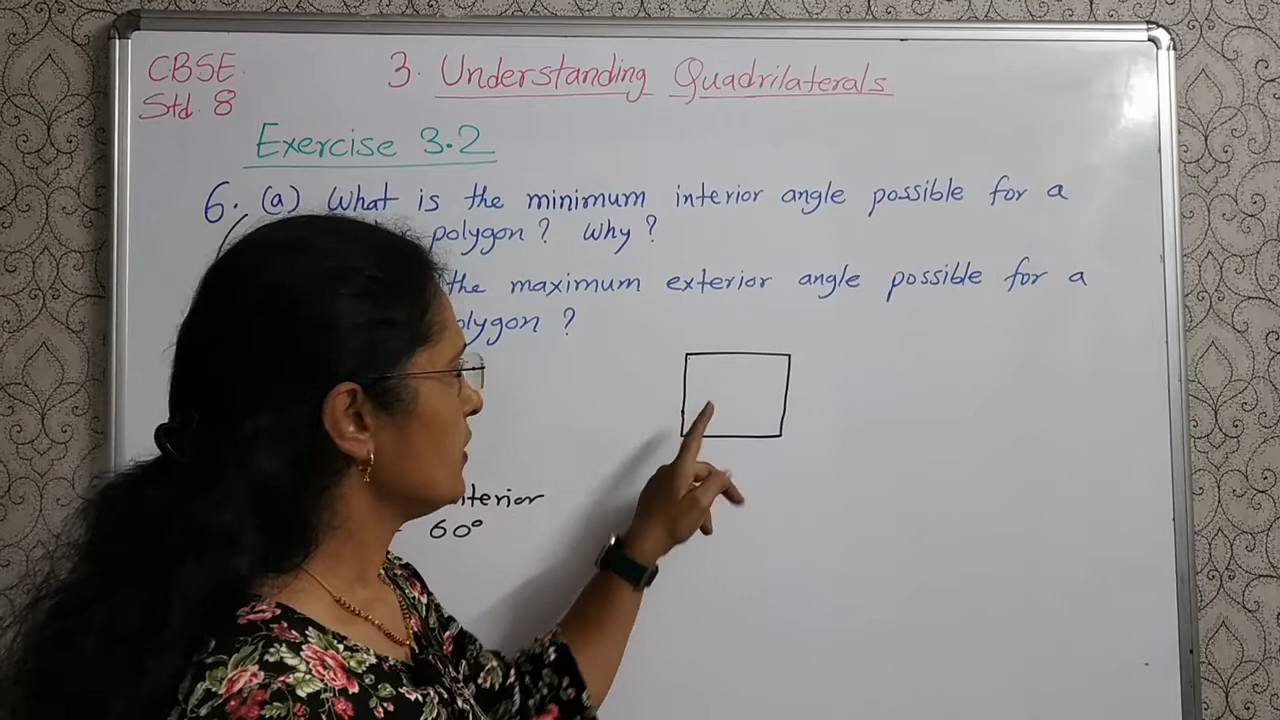 CBSE
Std. 8
3. Understanding Quadrilaterals
Exercise 3.2
6. (a) What is the minimum interior angle possible for a
polygon? Why?
the maximum exterior angle possible for a
olygon?
terior
60°